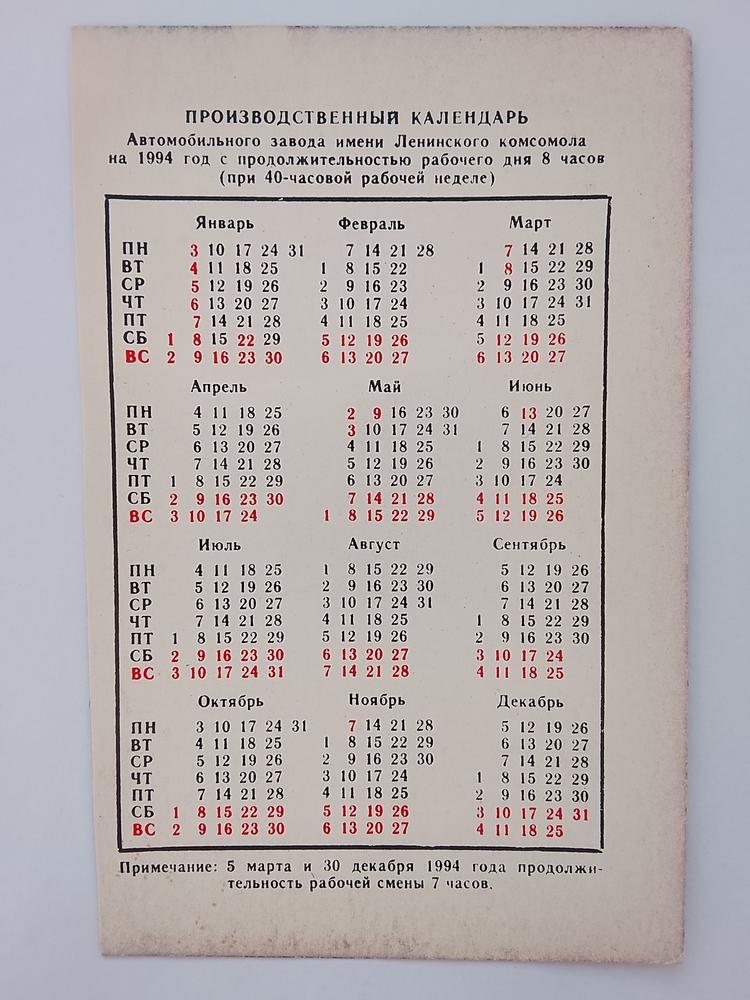 ПРОИЗВОДСТВЕННЫЙ КАЛЕНДАРЬ
Автомобильного завода имени Ленинского комсомола
на 1994 год с продолжительностью рабочего дня 8 часов
(при 40-часовой рабочей неделе)
Январь Февраль Март
ПН 3 10 17 24 31 7 14 21 28 7 14 21 28
ВТ 4 11 18 25 1 8 15 22 1 8 15 22 29
СР 5 12 19 26 2 9 16 23 2 9 16 23 30
ЧТ 6 13 20 27 3 10 17 24 3 10 17 24 31
ПТ 7 14 21 28 4 11 18 25 4 11 18 25
СБ 1 8 15 22 29 5 12 19 26 5 12 19 26
ВС 2 9 16 23 30 6 13 20 27 6 13 20 27
Апрель Май Июнь
ПН 4 11 18 25 2 9 16 23 30 6 13 20 27
ВТ 5 12 19 26 3 10 17 24 31 7 14 21 28
СР 6 13 20 27 4 11 18 25 1 8 15 22 29
ЧТ 7 14 21 28 5 12 19 26 2 9 16 23 30
ПТ 1 8 15 22 29 6 13 20 27 3 10 17 24
СБ 2 9 16 23 30 7 14 21 28 4 11 18 25
ВС 3 10 17 24 1 8 15 22 29 5 12 19 26
Июль Август Сентябрь
ПН 4 11 18 25 1 8 15 22 29 5 12 19 26
ВТ 5 12 19 26 2 9 16 23 30 6 13 20 27
СР 6 13 20 27 3 10 17 24 31 7 14 21 28
ЧТ 7 14 21 28 4 11 18 25 1 8 15 22 29
ПТ 1 8 15 22 29 5 12 19 26 2 9 16 23 30
СБ 2 9 16 23 30 6 13 20 27 3 10 17 24
ВС 3 10 17 24 31 7 14 21 28 4 11 18 25
Октябрь Ноябрь Декабрь
ПН 3 10 17 24 31 7 14 21 28 5 12 19 26
ВТ 4 11 18 25 1 8 15 22 29 6 13 20 27
СР 5 12 19 26 2 9 16 23 30 7 14 21 28
ЧТ 6 13 20 27 3 10 17 24 1 8 15 22 29
ПТ 7 14 21 28 4 11 18 25 2 9 16 23 30
СБ 1 8 15 22 29 5 12 19 26 3 10 17 24 31
ВС 2 9 16 23 30 6 13 20 27 4 11 18 25
Примечание: 5 марта и 30 декабря 1994 года продолжи-
тельность рабочей смены 7 часов.